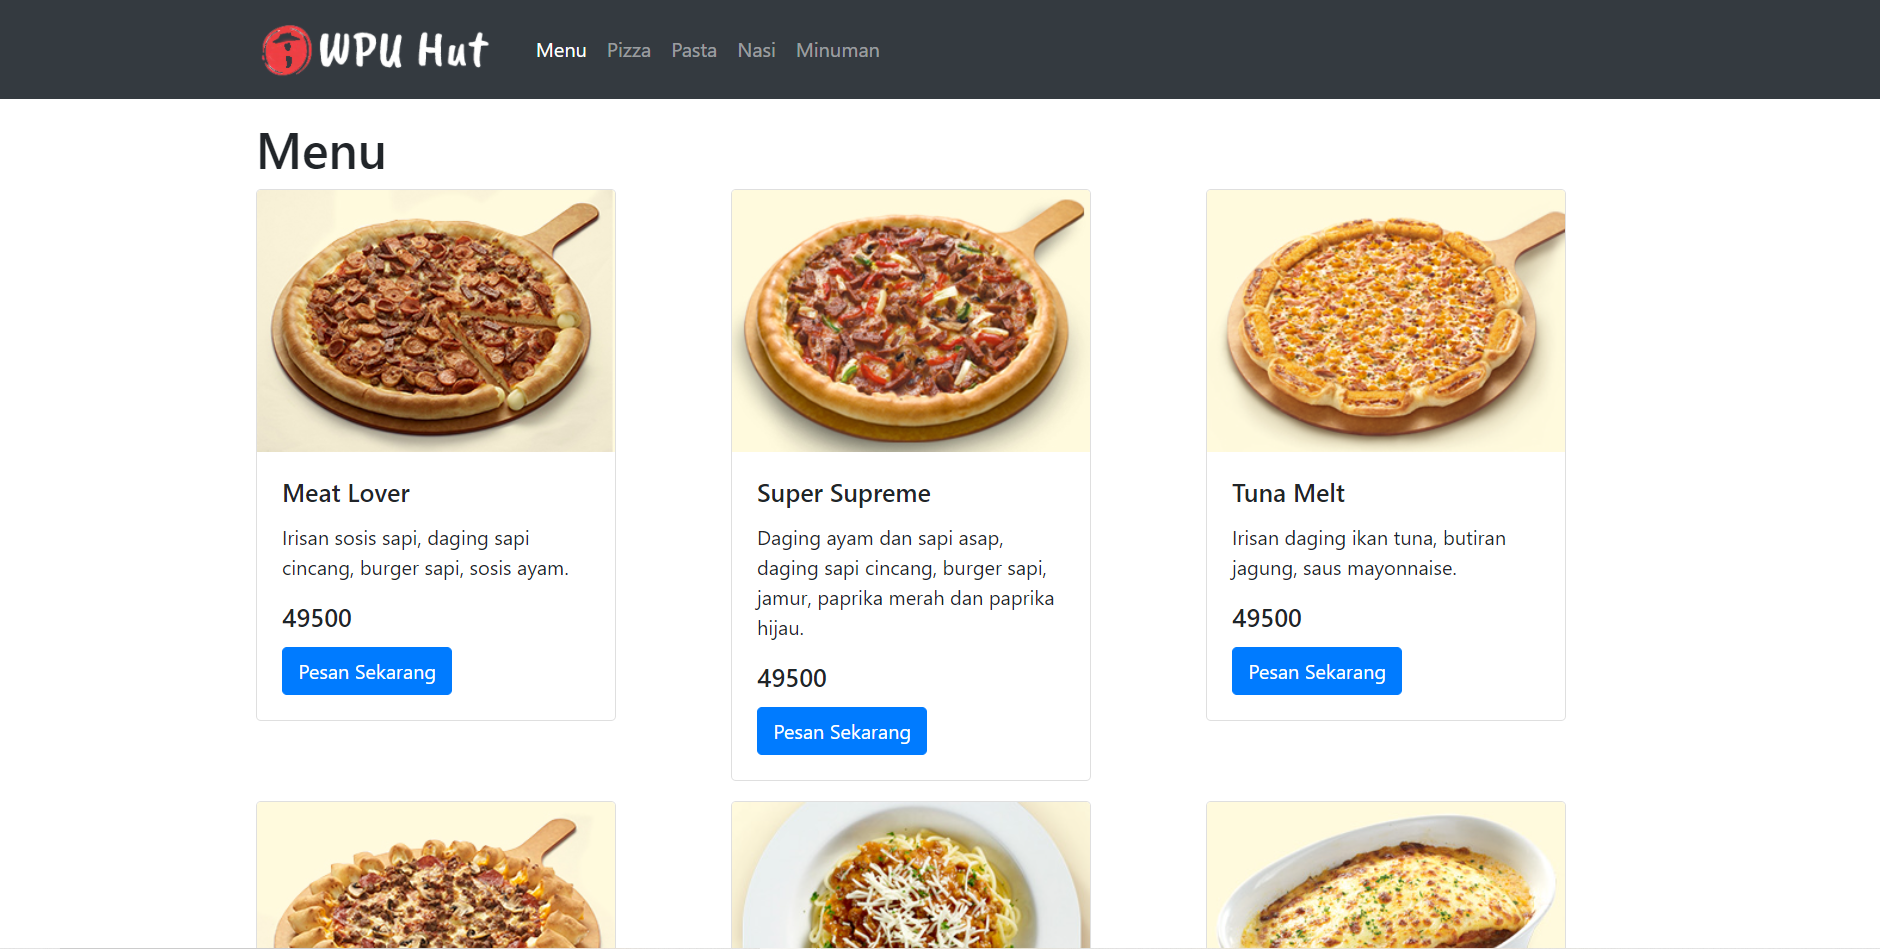 WPU Hut
Menu Pizza Pasta Nasi Minuman
Menu
Meat Lover
Irisan sosis sapi, daging sapi
cincang, burger sapi, sosis ayam.
49500
Pesan Sekarang
Super Supreme
Daging ayam dan sapi asap,
daging sapi cincang, burger sapi,
jamur, paprika merah dan paprika
hijau.
49500
Pesan Sekarang
Tuna Melt
Irisan daging ikan tuna, butiran
jagung, saus mayonnaise.
49500
Pesan Sekarang